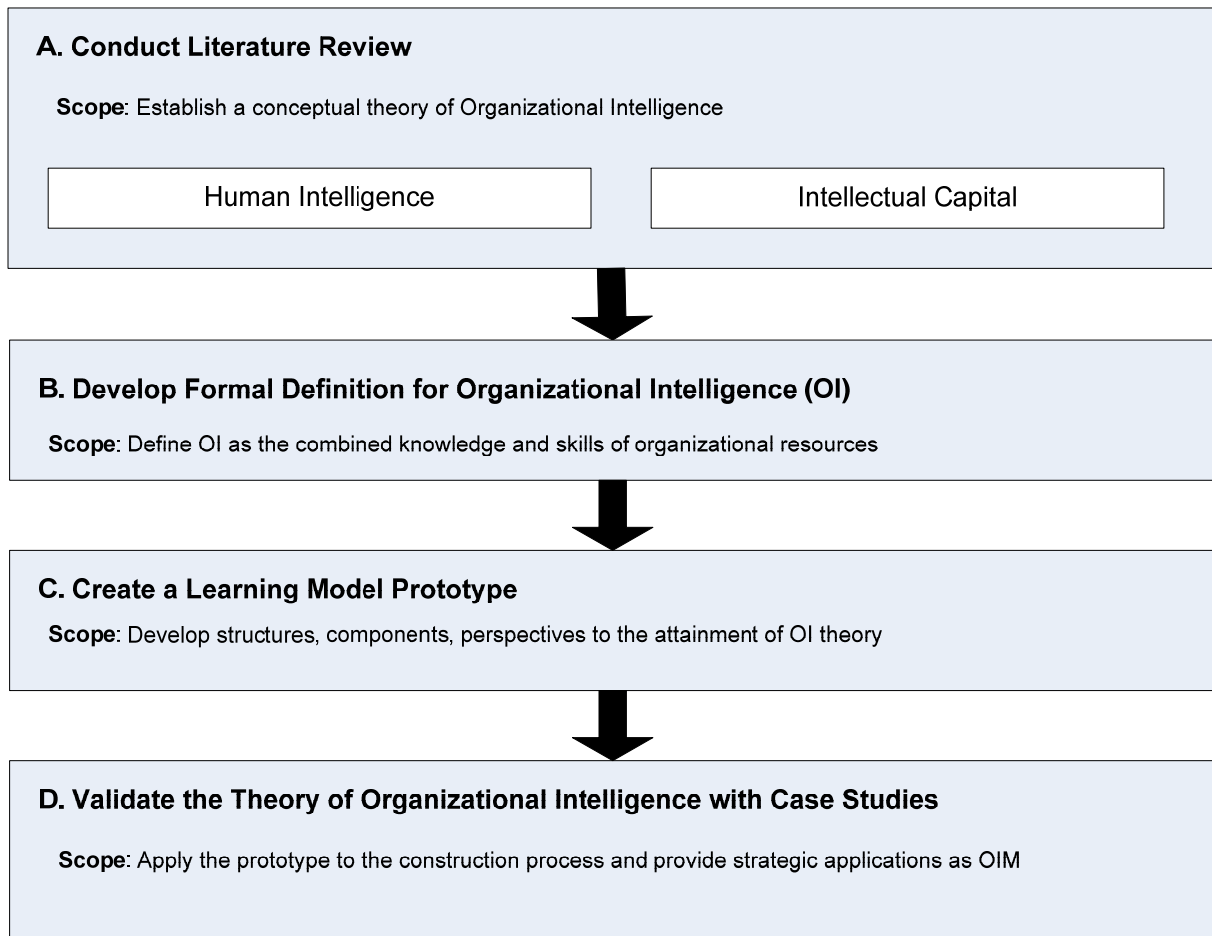 A. Conduct Literature Review
Scope: Establish a conceptual theory of Organizational Intelligence
Human Intelligence
Intellectual Capital
B. Develop Formal Definition for Organizational Intelligence (OI)
Scope: Define OI as the combined knowledge and skills of organizational resources
C. Create a Learning Model Prototype
Scope: Develop structures, components, perspectives to the attainment of OI theory
D. Validate the Theory of Organizational Intelligence with Case Studies
Scope: Apply the prototype to the construction process and provide strategic applications as OIM